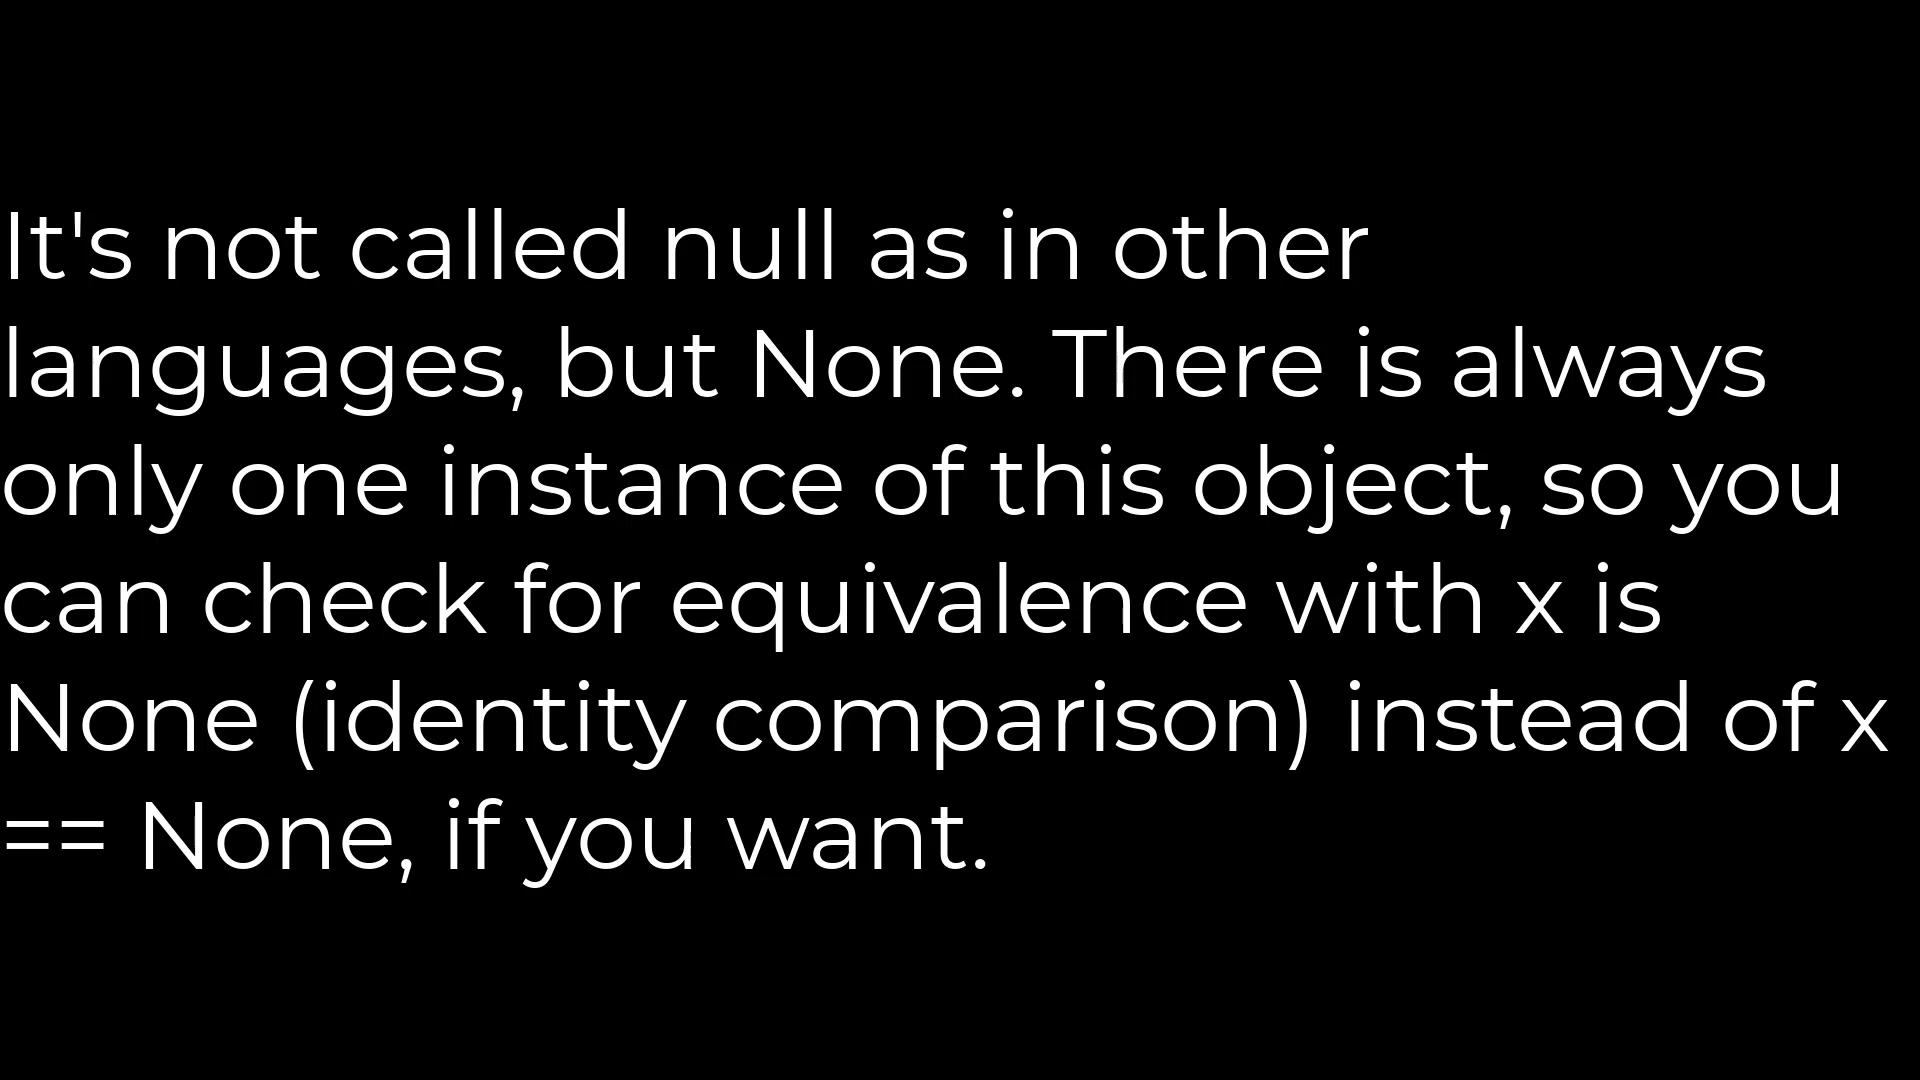 It's not called null as in other
languages, but None. There is always
only one instance of this object, so you
can check for equivalence with x is
None (identity comparison) instead of x
== None, if you want.